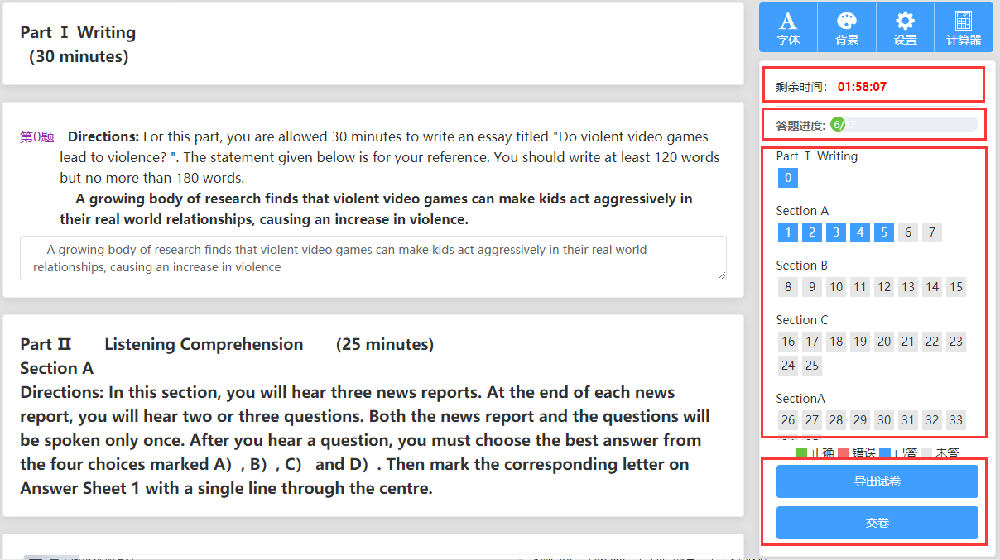 Part Ⅰ Writing
（30 minutes）
第0题 Directions: For this part, you are allowed 30 minutes to write an essay titled "Do violent video games
lead to violence? ". The statement given below is for your reference. You should write at least 120 words
but no more than 180 words.
A growing body of research finds that violent video games can make kids act aggressively in
their real world relationships, causing an increase in violence.
A growing body of research finds that violent video games can make kids act aggressively in their real world
relationships, causing an increase in violence
Part Ⅱ Listening Comprehension (25 minutes)
Section A
Directions: In this section, you will hear three news reports. At the end of each news
report, you will hear two or three questions. Both the news report and the questions will
be spoken only once. After you hear a question, you must choose the best answer from
the four choices marked A）, B）, C） and D）. Then mark the corresponding letter on
Answer Sheet 1 with a single line through the centre.
字体 背景 设置 计算器
剩余时间: 01:58:07
答题进度: 6/57
Part Ⅰ Writing
0
Section A
1 2 3 4 5 6 7
Section B
8 9 10 11 12 13 14 15
Section C
16 17 18 19 20 21 22 23
24 25
SectionA
26 27 28 29 30 31 32 33
正确 错误 已答 未答
导出试卷
交卷